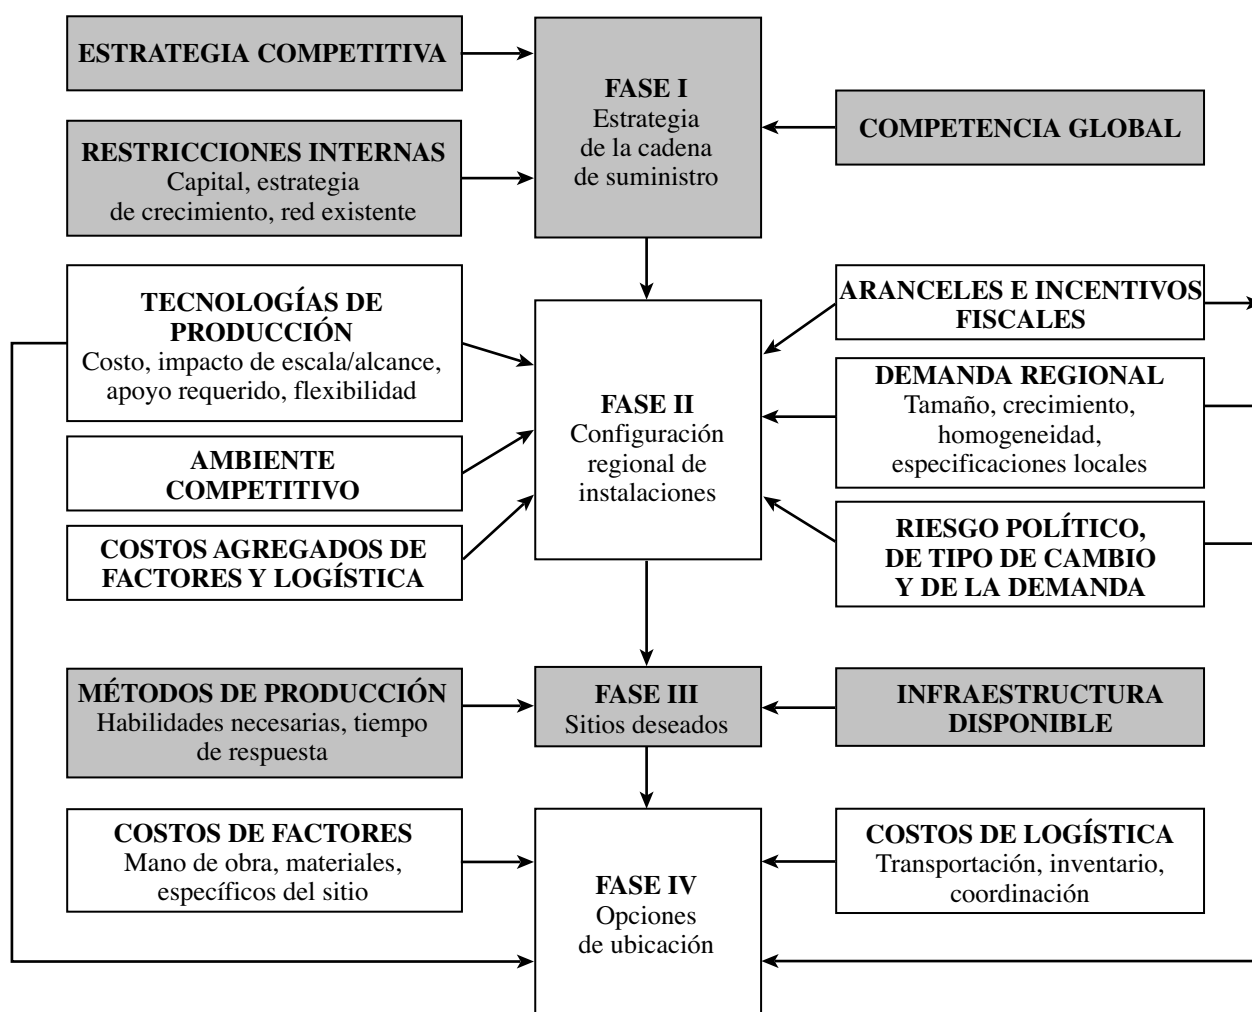 ESTRATEGIA COMPETITIVA
FASE I
Estrategia
de la cadena
de suministro
COMPETENCIA GLOBAL
RESTRICCIONES INTERNAS
Capital, estrategia
de crecimiento, red existente
TECNOLOGÍAS DE
PRODUCCIÓN
Costo, impacto de escala/alcance,
apoyo requerido, flexibilidad
ARANCELES E INCENTIVOS
FISCALES
FASE II
Configuración
regional de
instalaciones
DEMANDA REGIONAL
Tamaño, crecimiento,
homogeneidad,
especificaciones locales
AMBIENTE
COMPETITIVO
COSTOS AGREGADOS DE
FACTORES Y LOGÍSTICA
RIESGO POLÍTICO,
DE TIPO DE CAMBIO
Y DE LA DEMANDA
MÉTODOS DE PRODUCCIÓN
Habilidades necesarias, tiempo
de respuesta
FASE III
Sitios deseados
INFRAESTRUCTURA
DISPONIBLE
COSTOS DE FACTORES
Mano de obra, materiales,
específicos del sitio
FASE IV
Opciones
de ubicación
COSTOS DE LOGÍSTICA
Transportación, inventario,
coordinación